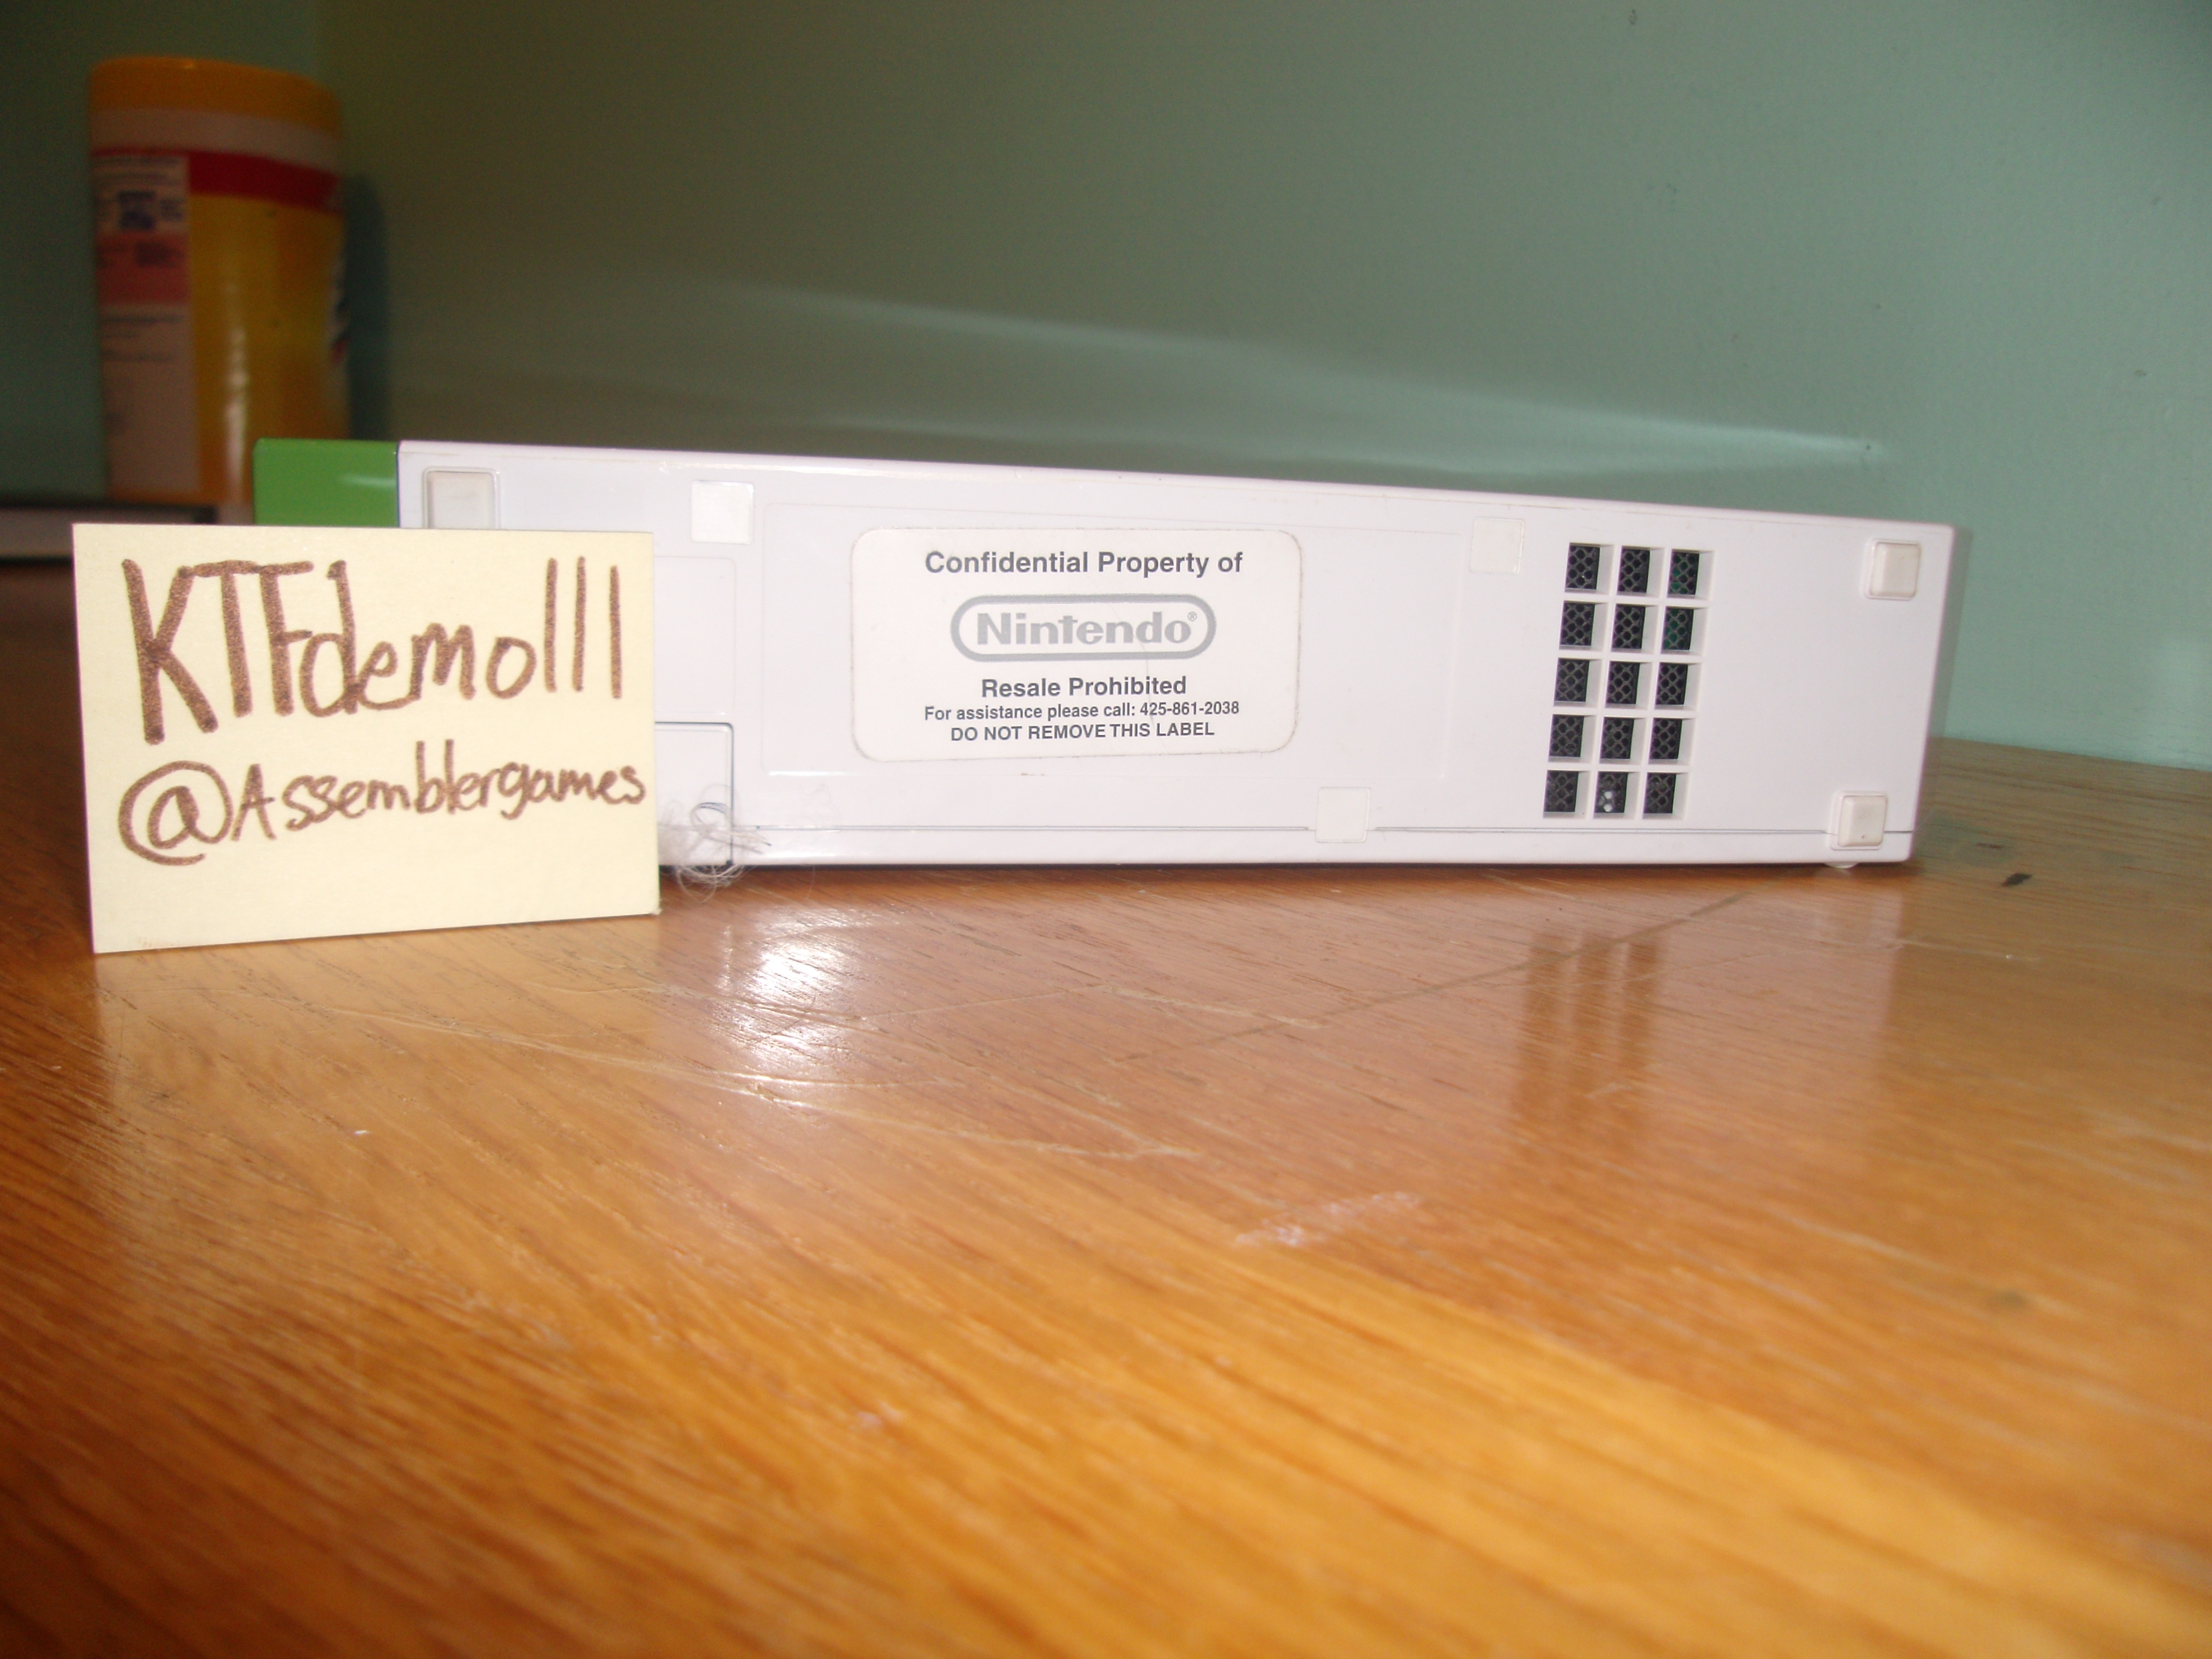 KTFdemolll
@Assemblergames
Confidential Property of
Nintendo®
Resale Prohibited
For assistance please call: 425-861-2038
DO NOT REMOVE THIS LABEL